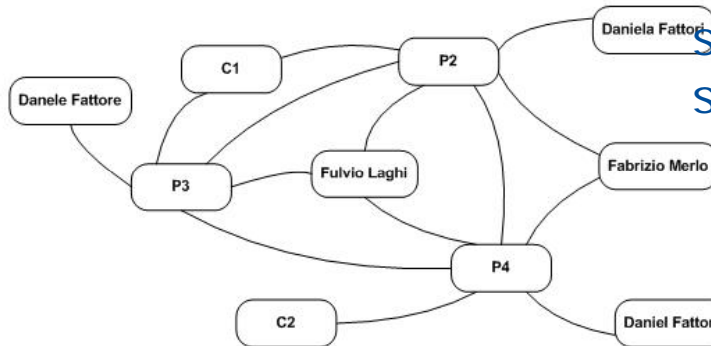 Daniela Fattori
P2
C1
Danele Fattore
Fabrizio Merlo
Fulvio Laghi
P3
P4
C2
S
S